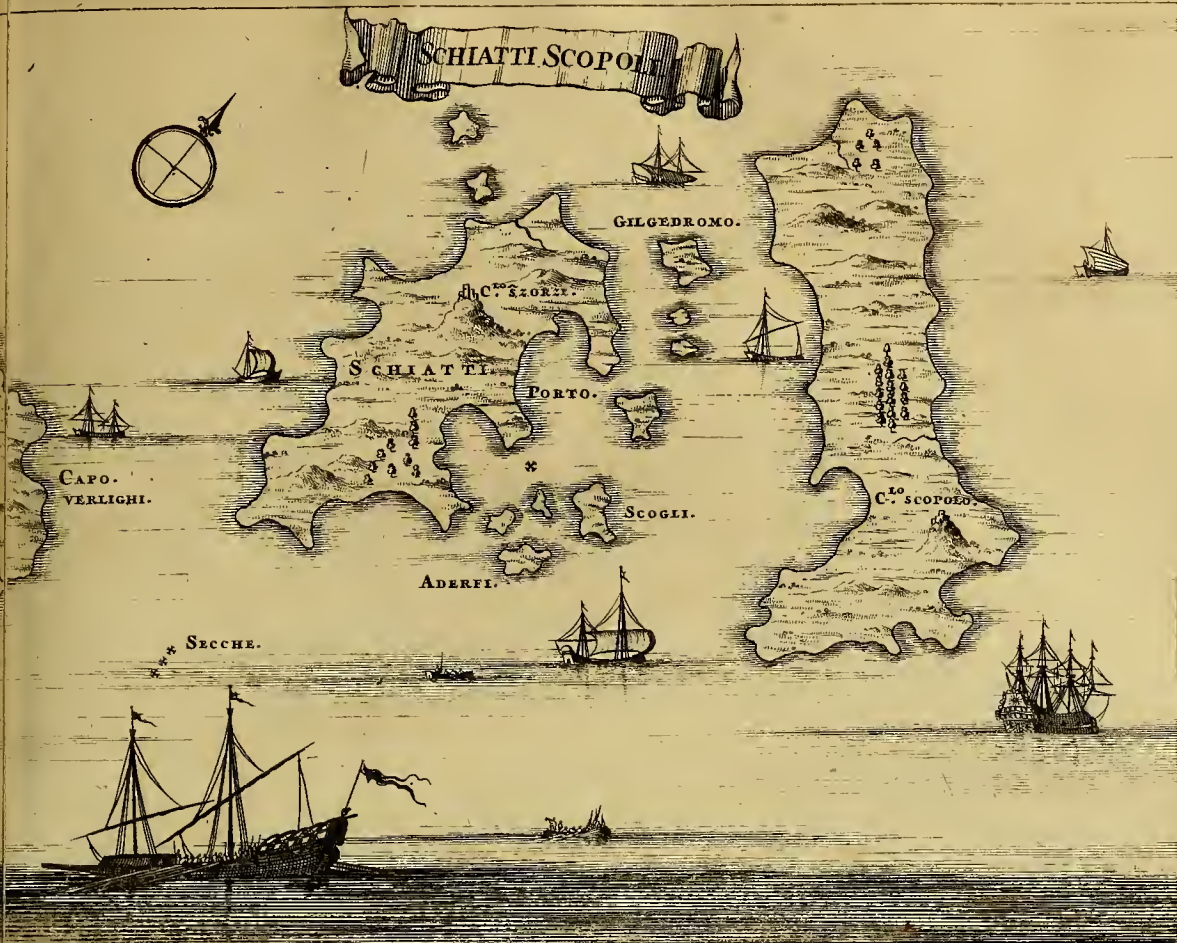 SCHIATTI SCOPOLI
GILGEDROMO.
C.LO S. ZORZI.
SCHIATTI
PORTO.
CAPO.
VERLIGHI.
C.LO SCOPOLO.
SCOGLI.
ADERFI.
SECCHE.